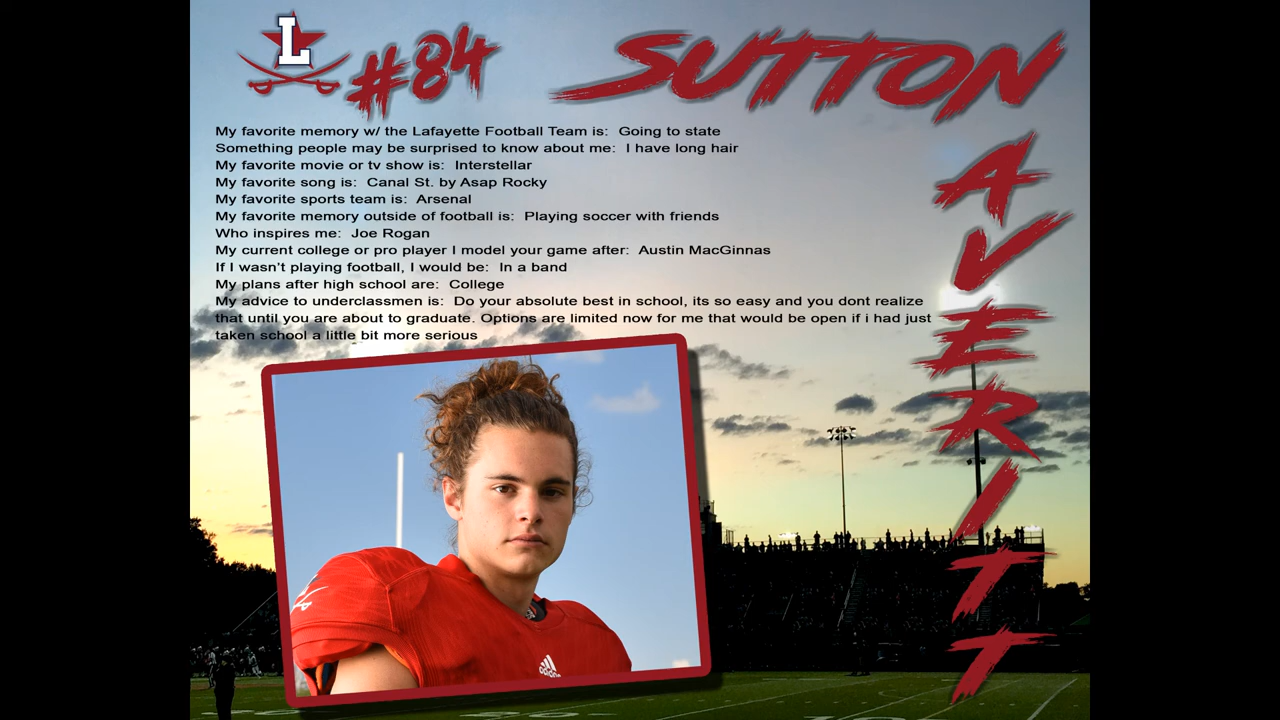 L #84 SUTTON
AVERITT
My favorite memory w/ the Lafayette Football Team is:  Going to state
Something people may be surprised to know about me:  I have long hair
My favorite movie or tv show is:  Interstellar
My favorite song is:  Canal St. by Asap Rocky
My favorite sports team is:  Arsenal
My favorite memory outside of football is:  Playing soccer with friends
Who inspires me:  Joe Rogan
My current college or pro player I model your game after:  Austin MacGinnas
If I wasn't playing football, I would be:  In a band
My plans after high school are:  College
My advice to underclassmen is:  Do your absolute best in school, its so easy and you dont realize
that until you are about to graduate. Options are limited now for me that would be open if i had just
taken school a little bit more serious